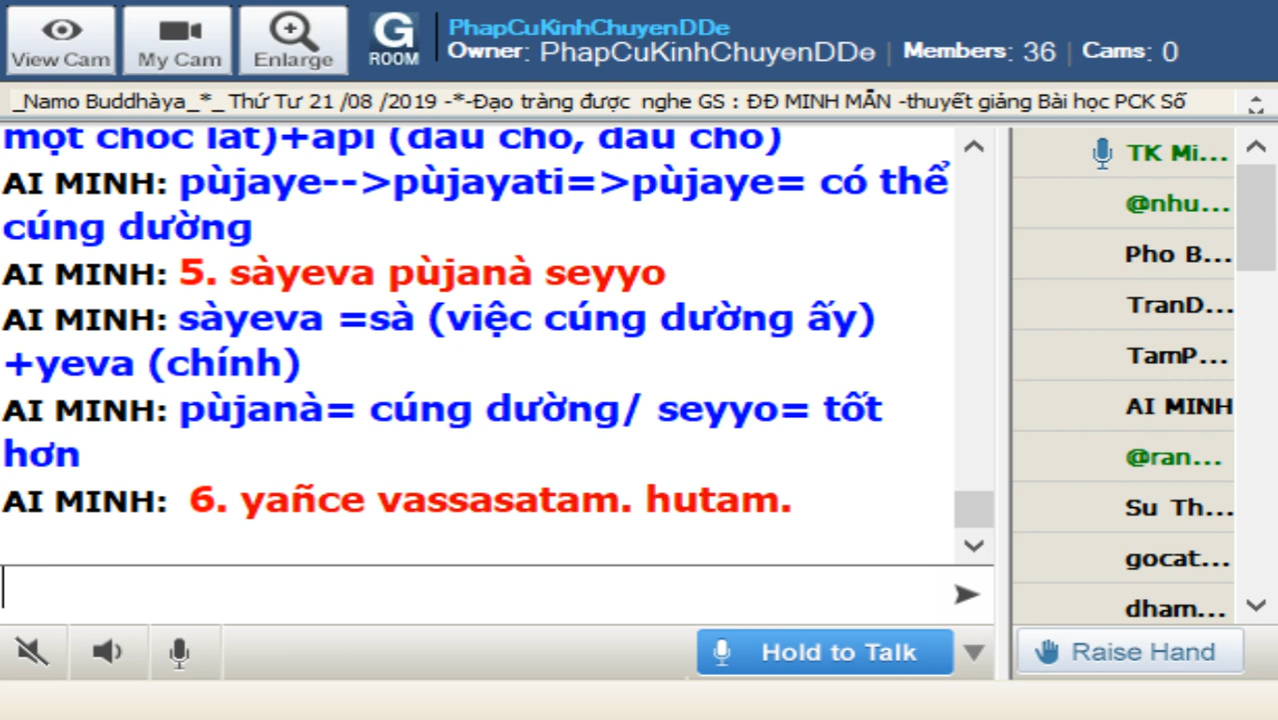 View Cam
My Cam
Enlarge
G
ROOM
PhapCuKinhChuyenDDe
Owner: PhapCuKinhChuyenDDe | Members: 36 | Cams: 0
_Namo Buddhàya_*_ Thứ Tư 21 /08 /2019 -*-Đạo tràng được nghe GS : ĐĐ MINH MẪN -thuyết giảng Bài học PCK Số
một chốc lát)+api (dầu cho, dẫu cho)
AI MINH: pùjaye-->pùjayati=>pùjaye= có thể
cúng dường
AI MINH: 5. sàyeva pùjanà seyyo
AI MINH: sàyeva =sà (việc cúng dường ấy)
+yeva (chính)
AI MINH: pùjanà= cúng dường/ seyyo= tốt
hơn
AI MINH: 6. yañce vassasatam. hutam.
TK Mi...
@nhu...
Pho B...
TranD...
TamP...
AI MINH
@ran...
Su Th...
gocat...
dham...
Hold to Talk
Raise Hand